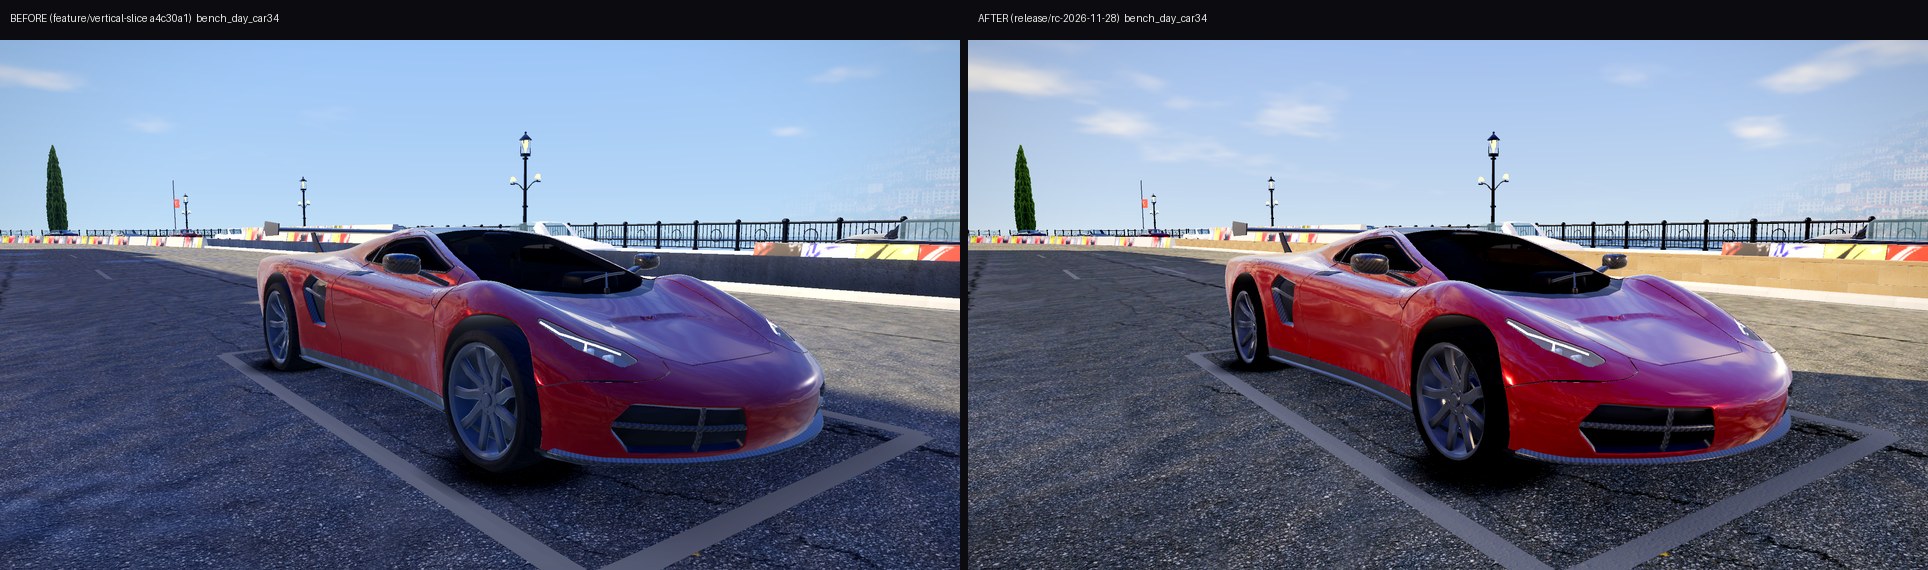 BEFORE (feature/vertical-slice a4c30a1) bench_day_car34
AFTER (release/rc-2026-11-28) bench_day_car34